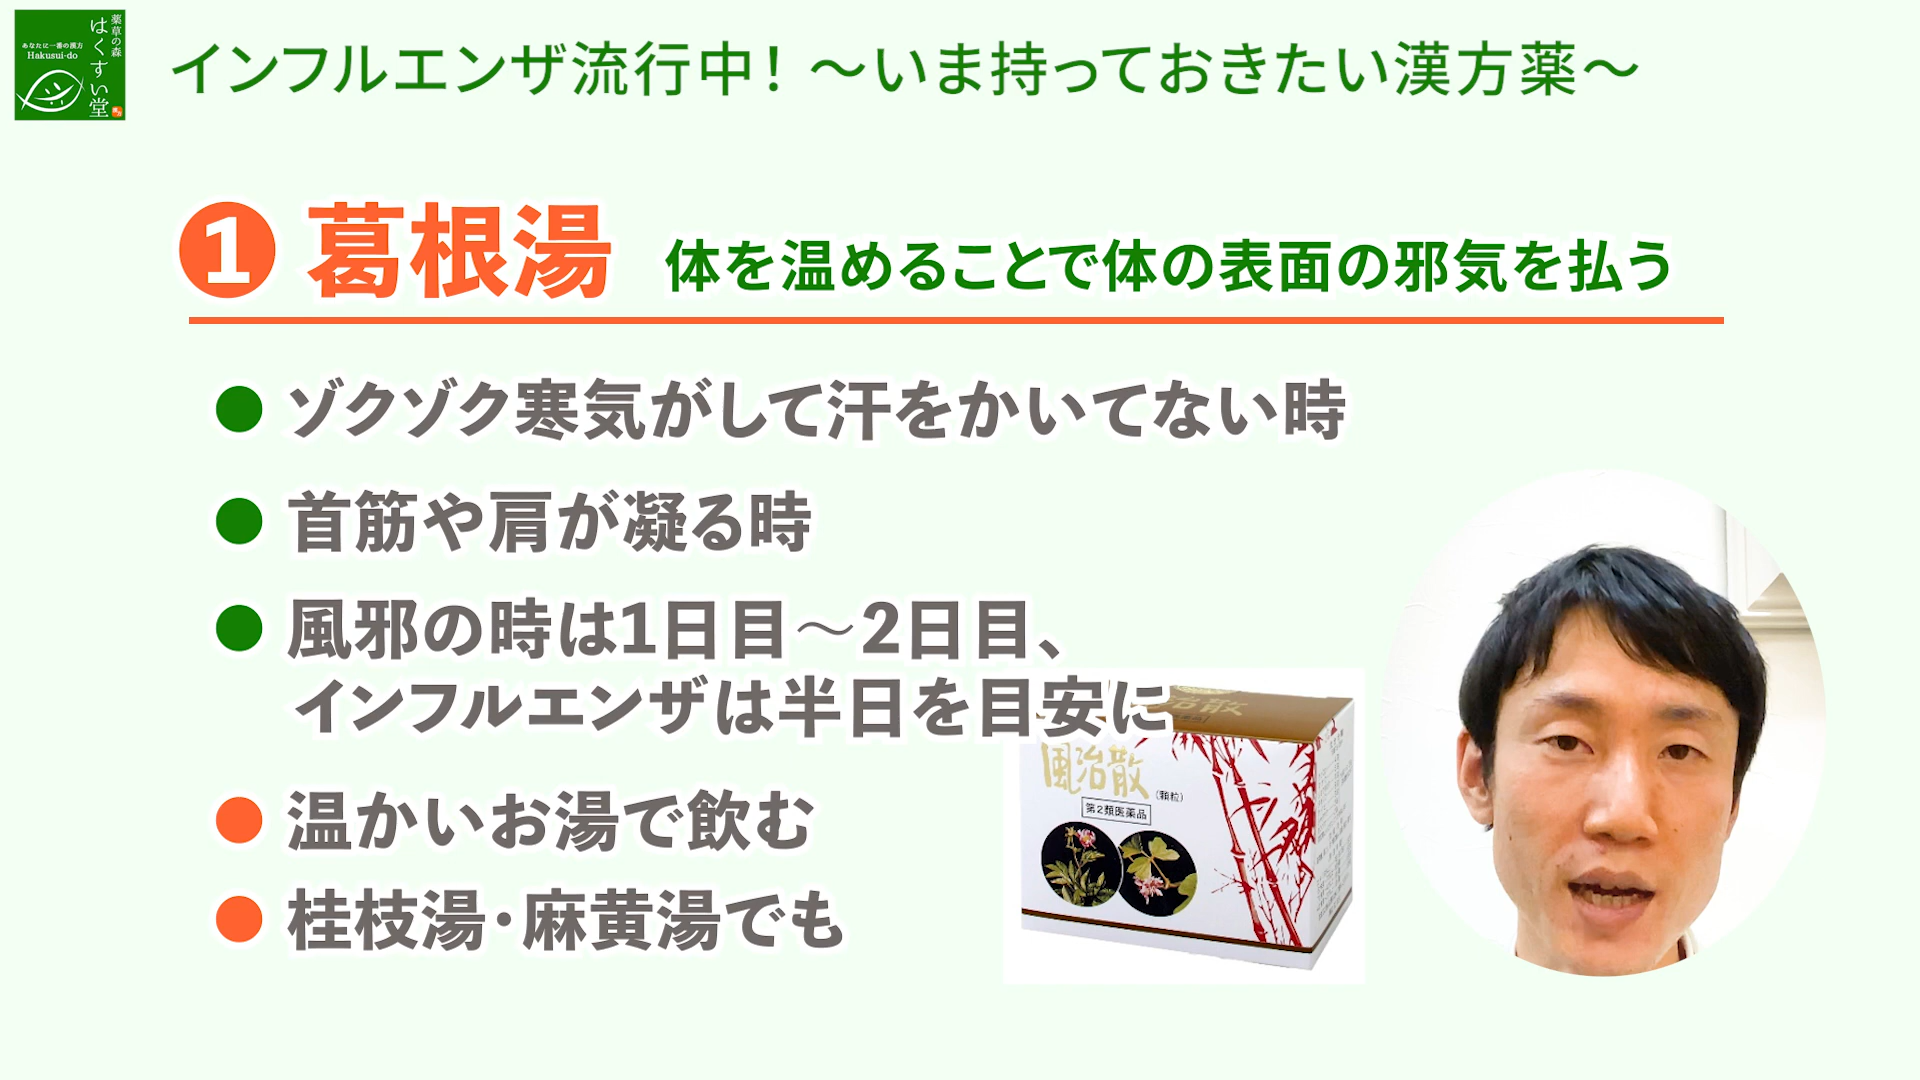 薬草の森
はくすい堂
あなたに一番の漢方
Hakusui-do
インフルエンザ流行中！～いま持っておきたい漢方薬～
1 葛根湯 体を温めることで体の表面の邪気を払う
● ゾクゾク寒気がして汗をかいてない時
● 首筋や肩が凝る時
● 風邪の時は1日目～2日目、
インフルエンザは半日を目安に
● 温かいお湯で飲む
● 桂枝湯・麻黄湯でも
風治散
(顆粒)
第2類医薬品